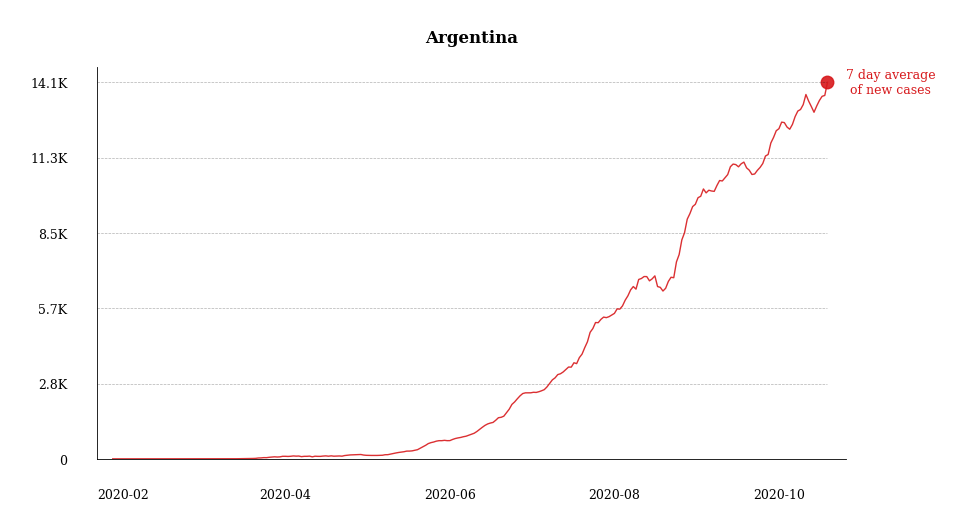 Argentina
14.1K
7 day average
of new cases
11.3K
8.5K
5.7K
2.8K
0
2020-02
2020-04
2020-06
2020-08
2020-10